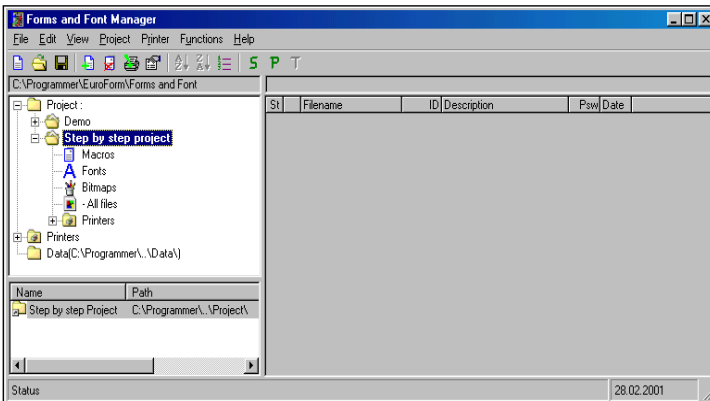 Forms and Font Manager
File Edit View Project Printer Functions Help
S P T
C:\Programmer\EuroForm\Forms and Font
Project :
Demo
Step by step project
Macros
A Fonts
Bitmaps
- All files
Printers
Printers
Data(C:\Programmer\..\Data\)
St Filename ID Description Psw Date
Name Path
Step by step Project C:\Programmer\..\Project\
Status 28.02.2001